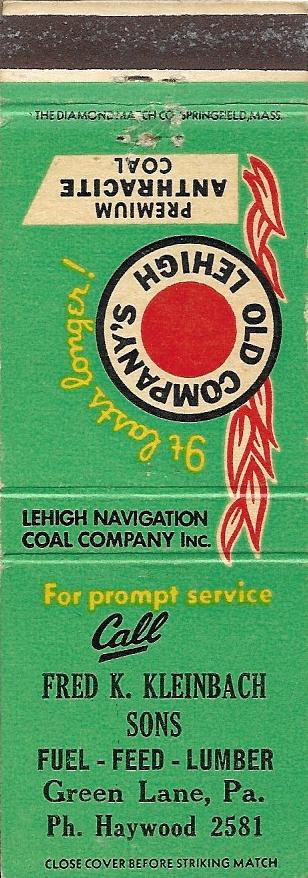 THE DIAMOND MATCH CO. SPRINGFIELD, MASS.
PREMIUM
ANTHRACITE
COAL
OLD COMPANY'S
LEHIGH
It lasts longer!
LEHIGH NAVIGATION
COAL COMPANY Inc.
For prompt service
Call
FRED K. KLEINBACH
SONS
FUEL - FEED - LUMBER
Green Lane, Pa.
Ph. Haywood 2581
CLOSE COVER BEFORE STRIKING MATCH